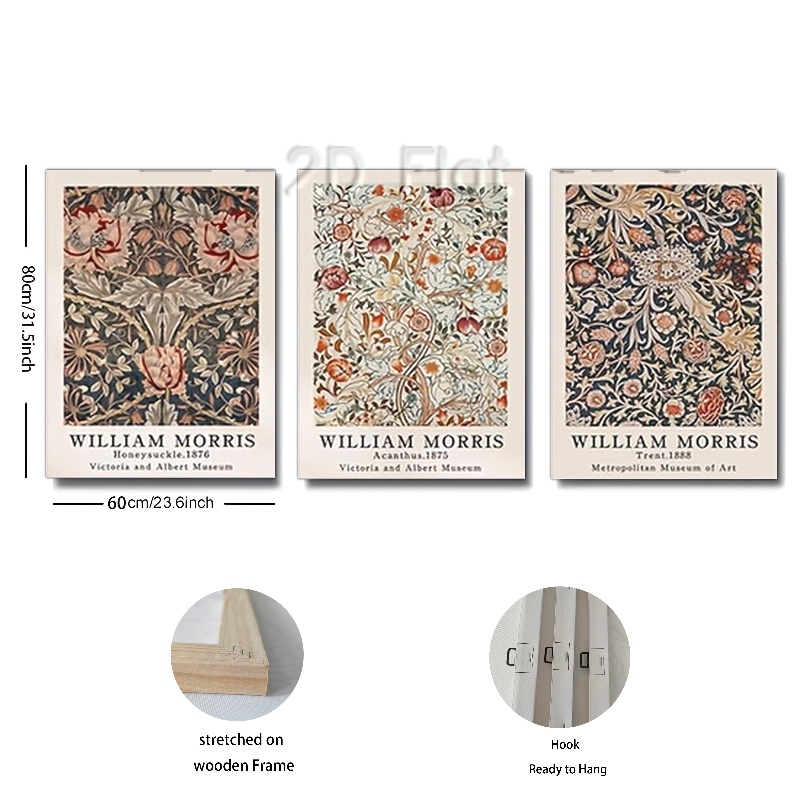 2D Flat
80cm/31.5inch
WILLIAM MORRIS
Honeysuckle.1876
Victoria and Albert Museum
WILLIAM MORRIS
Acanthus.1875
Victoria and Albert Museum
WILLIAM MORRIS
Trent.1888
Metropolitan Museum of Art
60cm/23.6inch
stretched on
wooden Frame
Hook
Ready to Hang